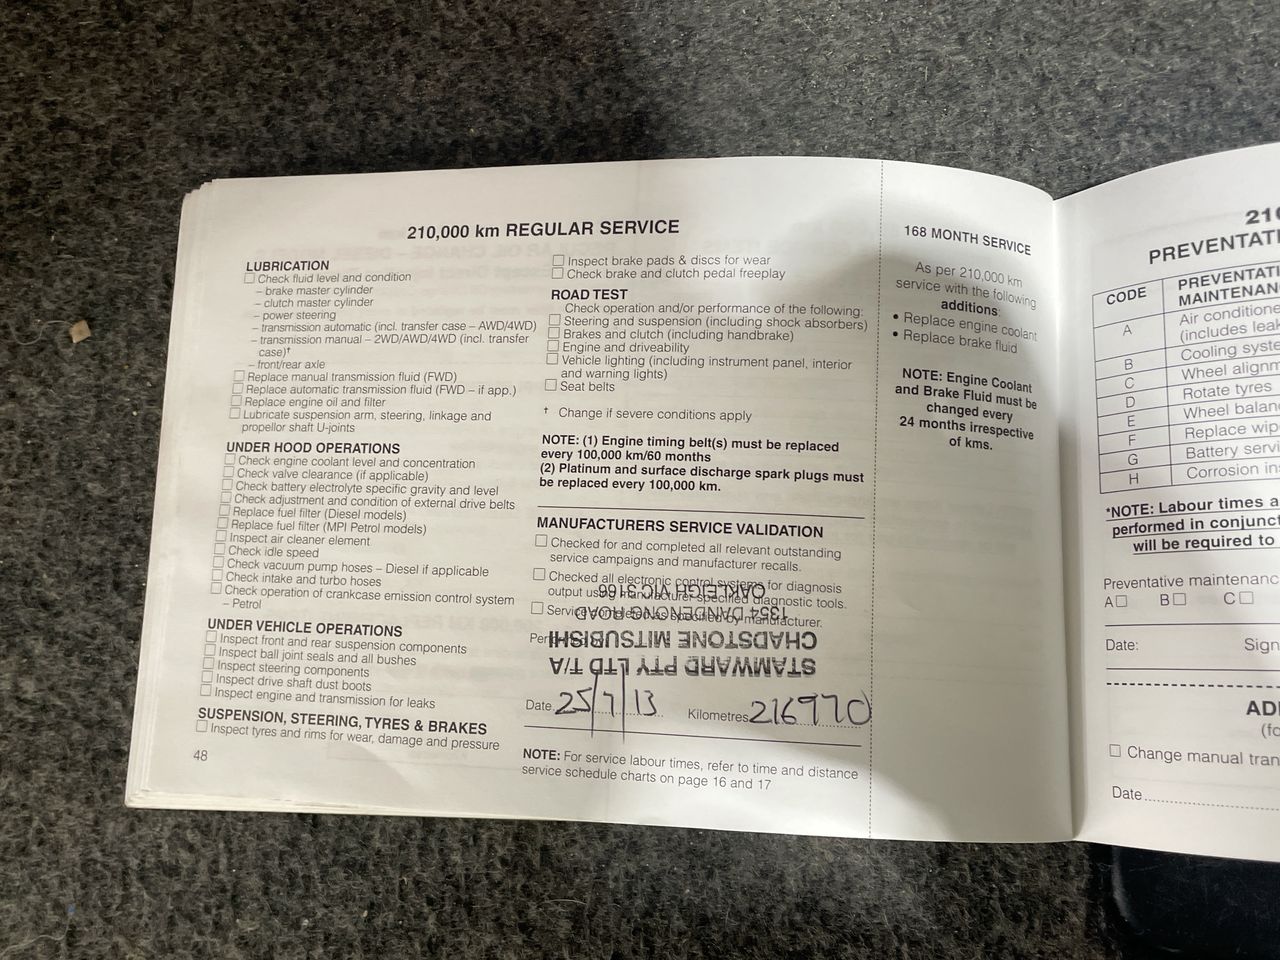 210,000 km REGULAR SERVICE
LUBRICATION
Check fluid level and condition
– brake master cylinder
– clutch master cylinder
– power steering
– transmission automatic (incl. transfer case – AWD/4WD)
– transmission manual – 2WD/AWD/4WD (incl. transfer
case)†
– front/rear axle
Replace manual transmission fluid (FWD)
Replace automatic transmission fluid (FWD – if app.)
Replace engine oil and filter
Lubricate suspension arm, steering, linkage and
propellor shaft U-joints
UNDER HOOD OPERATIONS
Check engine coolant level and concentration
Check valve clearance (if applicable)
Check battery electrolyte specific gravity and level
Check adjustment and condition of external drive belts
Replace fuel filter (Diesel models)
Replace fuel filter (MPI Petrol models)
Inspect air cleaner element
Check idle speed
Check vacuum pump hoses – Diesel if applicable
Check intake and turbo hoses
Check operation of crankcase emission control system
– Petrol
UNDER VEHICLE OPERATIONS
Inspect front and rear suspension components
Inspect ball joint seals and all bushes
Inspect steering components
Inspect drive shaft dust boots
Inspect engine and transmission for leaks
SUSPENSION, STEERING, TYRES & BRAKES
Inspect tyres and rims for wear, damage and pressure
48
Inspect brake pads & discs for wear
Check brake and clutch pedal freeplay
ROAD TEST
Check operation and/or performance of the following:
Steering and suspension (including shock absorbers)
Brakes and clutch (including handbrake)
Engine and driveability
Vehicle lighting (including instrument panel, interior
and warning lights)
Seat belts
† Change if severe conditions apply
NOTE: (1) Engine timing belt(s) must be replaced
every 100,000 km/60 months
(2) Platinum and surface discharge spark plugs must
be replaced every 100,000 km.
MANUFACTURERS SERVICE VALIDATION
Checked for and completed all relevant outstanding
service campaigns and manufacturer recalls.
Checked all electronic control systems for diagnosis
output using manufacturer specified diagnostic tools.
Service completed as specified by manufacturer.
STAMWARD PTY LTD T/A
CHADSTONE MITSUBISHI
1354 DANDENONG ROAD
OAKLEIGH VIC 3166
Date 25/7/13 Kilometres 216970
NOTE: For service labour times, refer to time and distance
service schedule charts on page 16 and 17
168 MONTH SERVICE
As per 210,000 km
service with the following
additions
• Replace engine coolant
• Replace brake fluid
NOTE: Engine Coolant
and Brake Fluid must be
changed every
24 months irrespective
of kms.
CODE
A Air
(includes
B Cooling
C Wheel
D Rotate tyres
E Wheel
F Replace
G Battery
H Corrosion
*NOTE: Labour times
performed in
will be required to
Preventative
A B C
Date:
Change manual
Date